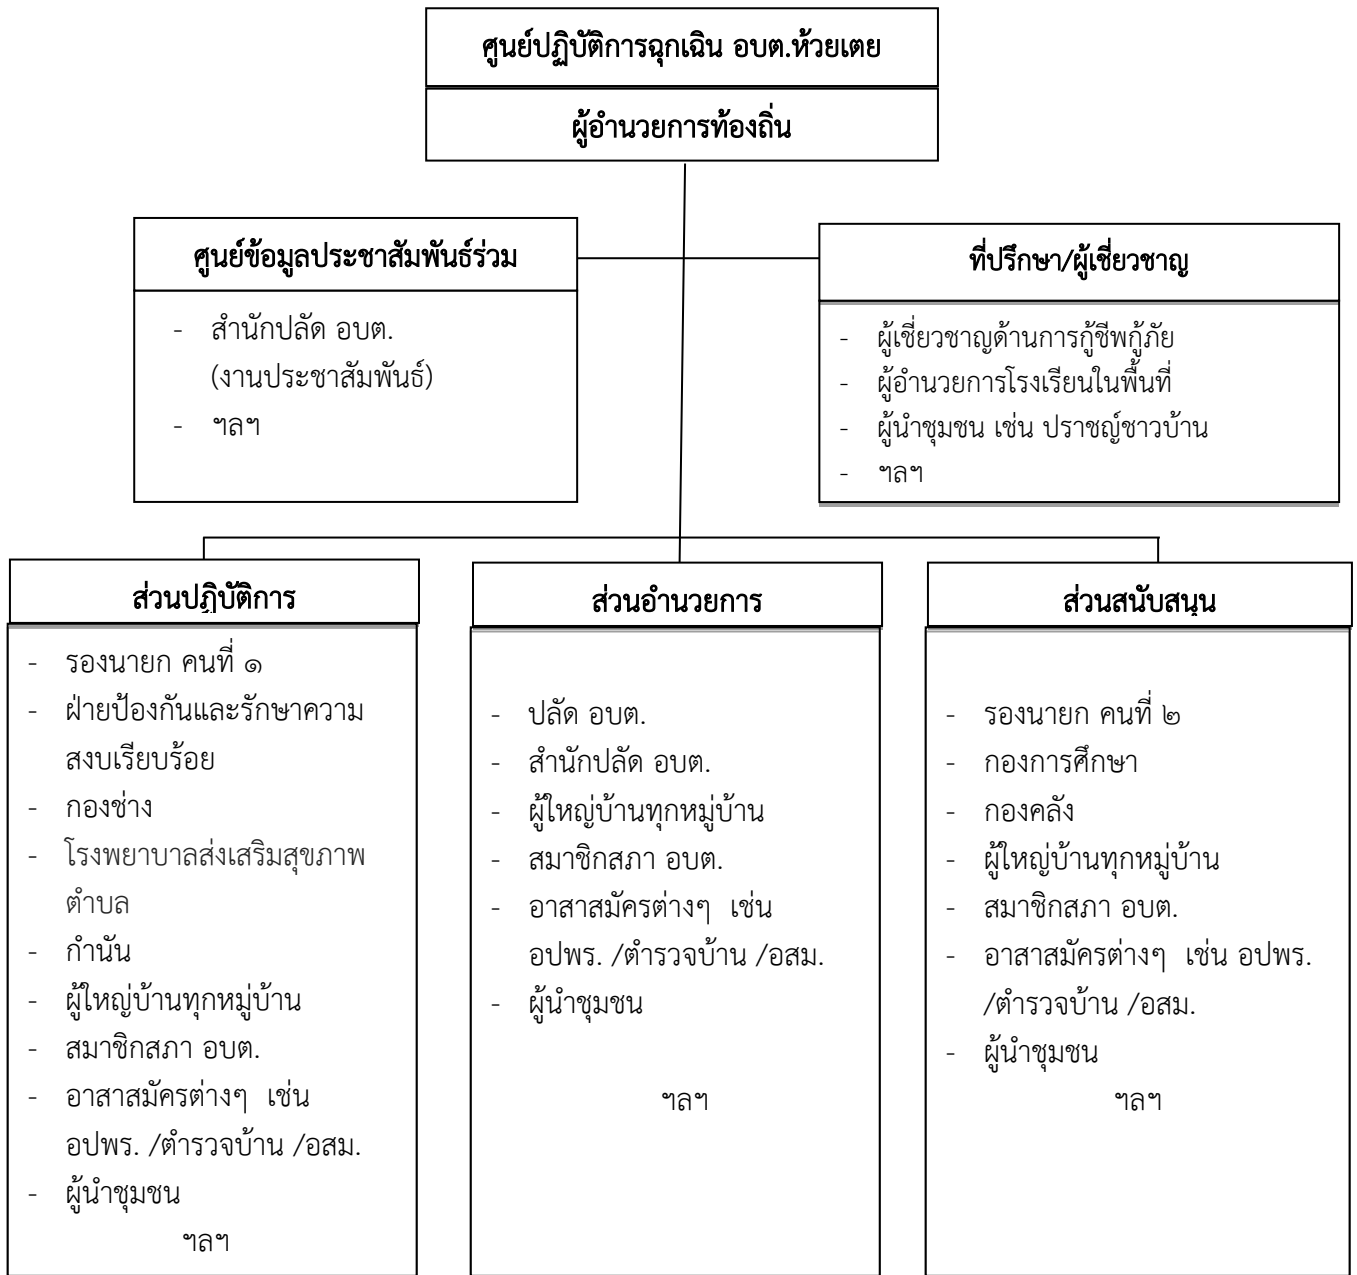 ศูนย์ปฏิบัติการฉุกเฉิน อบต.ห้วยเตย
ผู้อำนวยการท้องถิ่น
ศูนย์ข้อมูลประชาสัมพันธ์ร่วม
- สำนักปลัด อบต.
(งานประชาสัมพันธ์)
- ฯลฯ
ที่ปรึกษา/ผู้เชี่ยวชาญ
- ผู้เชี่ยวชาญด้านการกู้ชีพกู้ภัย
- ผู้อำนวยการโรงเรียนในพื้นที่
- ผู้นำชุมชน เช่น ปราชญ์ชาวบ้าน
- ฯลฯ
ส่วนปฏิบัติการ
- รองนายก คนที่ ๑
- ฝ่ายป้องกันและรักษาความ
สงบเรียบร้อย
- กองช่าง
- โรงพยาบาลส่งเสริมสุขภาพ
ตำบล
- กำนัน
- ผู้ใหญ่บ้านทุกหมู่บ้าน
- สมาชิกสภา อบต.
- อาสาสมัครต่างๆ เช่น
อปพร. /ตำรวจบ้าน /อสม.
- ผู้นำชุมชน
ฯลฯ
ส่วนอำนวยการ
- ปลัด อบต.
- สำนักปลัด อบต.
- ผู้ใหญ่บ้านทุกหมู่บ้าน
- สมาชิกสภา อบต.
- อาสาสมัครต่างๆ เช่น
อปพร. /ตำรวจบ้าน /อสม.
- ผู้นำชุมชน
ฯลฯ
ส่วนสนับสนุน
- รองนายก คนที่ ๒
- กองการศึกษา
- กองคลัง
- ผู้ใหญ่บ้านทุกหมู่บ้าน
- สมาชิกสภา อบต.
- อาสาสมัครต่างๆ เช่น อปพร.
/ตำรวจบ้าน /อสม.
- ผู้นำชุมชน
ฯลฯ